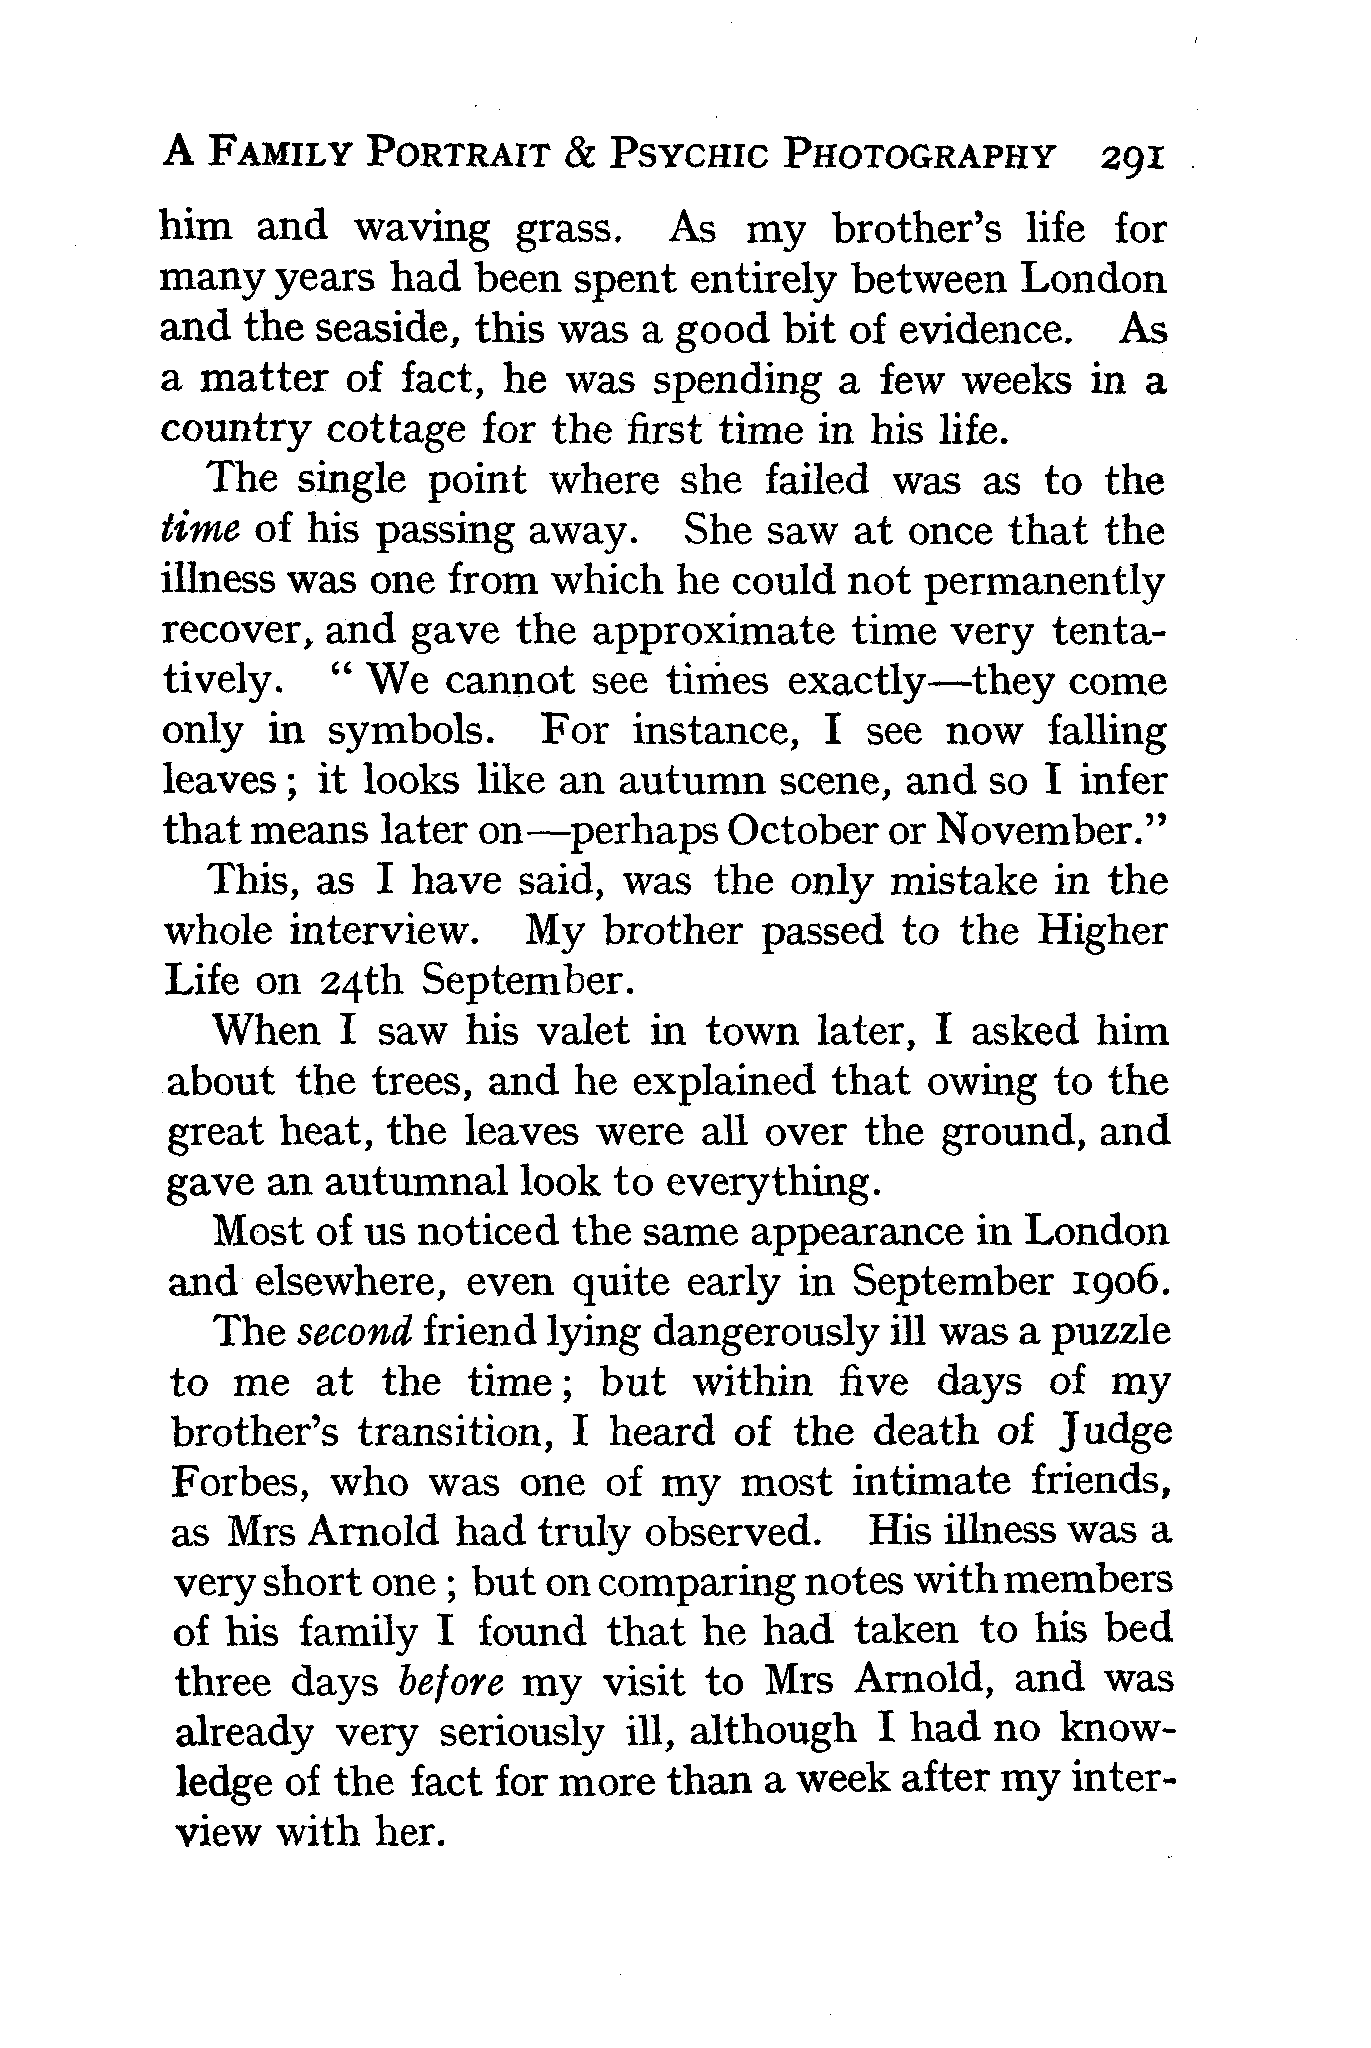 A FAMILY PORTRAIT & PSYCHIC PHOTOGRAPHY 291
him and waving grass. As my brother's life for
many years had been spent entirely between London
and the seaside, this was a good bit of evidence. As
a matter of fact, he was spending a few weeks in a
country cottage for the first time in his life.
The single point where she failed was as to the
time of his passing away. She saw at once that the
illness was one from which he could not permanently
recover, and gave the approximate time very tenta-
tively. " We cannot see times exactly—they come
only in symbols. For instance, I see now falling
leaves ; it looks like an autumn scene, and so I infer
that means later on—perhaps October or November."
This, as I have said, was the only mistake in the
whole interview. My brother passed to the Higher
Life on 24th September.
When I saw his valet in town later, I asked him
about the trees, and he explained that owing to the
great heat, the leaves were all over the ground, and
gave an autumnal look to everything.
Most of us noticed the same appearance in London
and elsewhere, even quite early in September 1906.
The second friend lying dangerously ill was a puzzle
to me at the time ; but within five days of my
brother's transition, I heard of the death of Judge
Forbes, who was one of my most intimate friends,
as Mrs Arnold had truly observed. His illness was a
very short one ; but on comparing notes with members
of his family I found that he had taken to his bed
three days before my visit to Mrs Arnold, and was
already very seriously ill, although I had no know-
ledge of the fact for more than a week after my inter-
view with her.